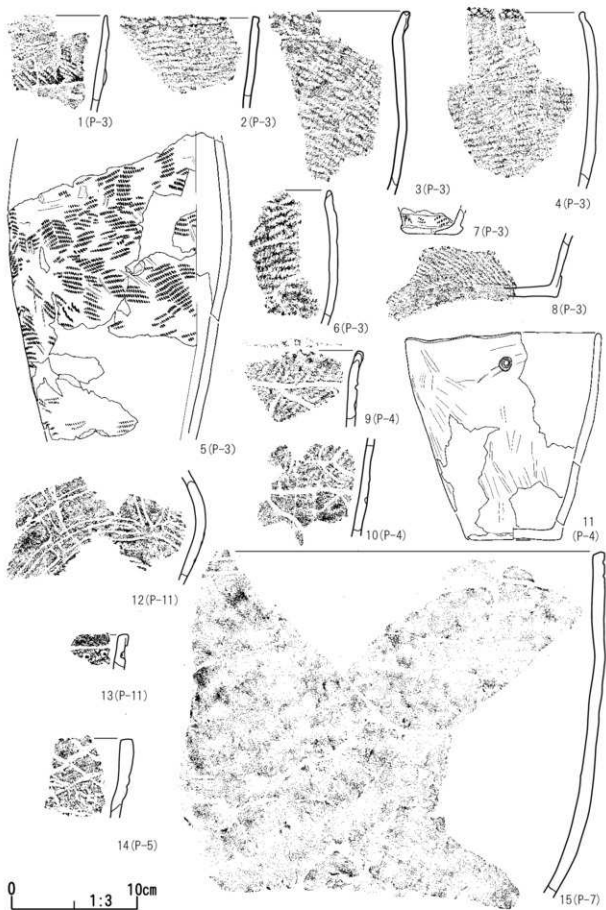 1(P-3)
2(P-3)
3(P-3)
4(P-3)
5(P-3)
6(P-3)
7(P-3)
8(P-3)
9(P-4)
10(P-4)
11
(P-4)
12(P-11)
13(P-11)
14(P-5)
15(P-7)
0 1:3 10cm